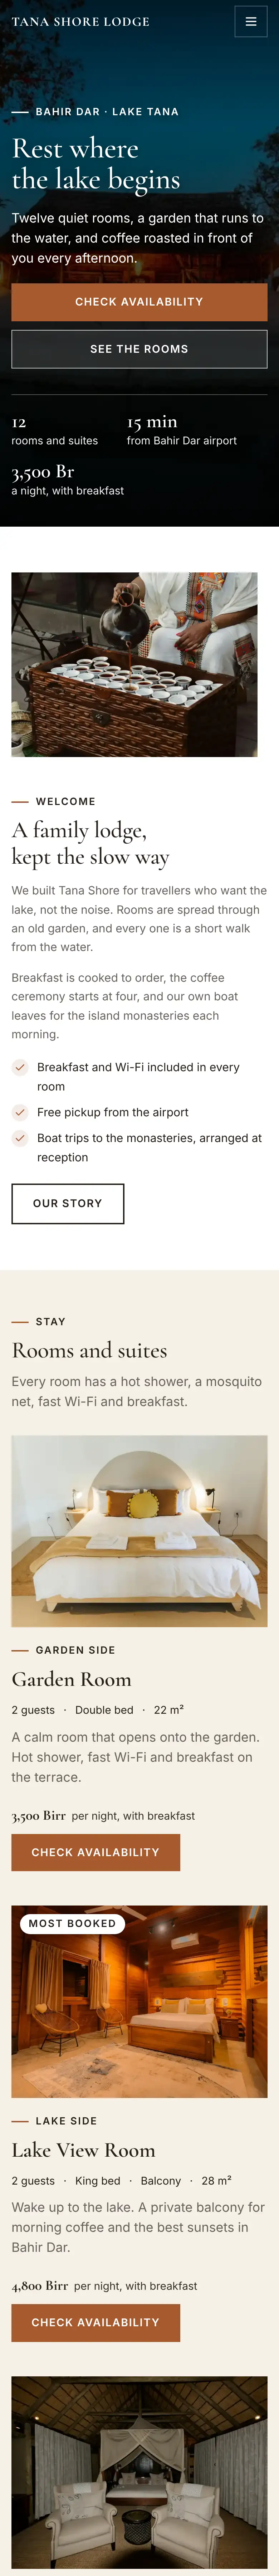 TANA SHORE LODGE
BAHIR DAR · LAKE TANA
Rest where
the lake begins
Twelve quiet rooms, a garden that runs to
the water, and coffee roasted in front of
you every afternoon.
CHECK AVAILABILITY
SEE THE ROOMS
12
rooms and suites
15 min
from Bahir Dar airport
3,500 Br
a night, with breakfast
WELCOME
A family lodge,
kept the slow way
We built Tana Shore for travellers who want the
lake, not the noise. Rooms are spread through
an old garden, and every one is a short walk
from the water.
Breakfast is cooked to order, the coffee
ceremony starts at four, and our own boat
leaves for the island monasteries each
morning.
Breakfast and Wi-Fi included in every
room
Free pickup from the airport
Boat trips to the monasteries, arranged at
reception
OUR STORY
STAY
Rooms and suites
Every room has a hot shower, a mosquito
net, fast Wi-Fi and breakfast.
GARDEN SIDE
Garden Room
2 guests · Double bed · 22 m²
A calm room that opens onto the garden.
Hot shower, fast Wi-Fi and breakfast on
the terrace.
3,500 Birr per night, with breakfast
CHECK AVAILABILITY
MOST BOOKED
LAKE SIDE
Lake View Room
2 guests · King bed · Balcony · 28 m²
Wake up to the lake. A private balcony for
morning coffee and the best sunsets in
Bahir Dar.
4,800 Birr per night, with breakfast
CHECK AVAILABILITY